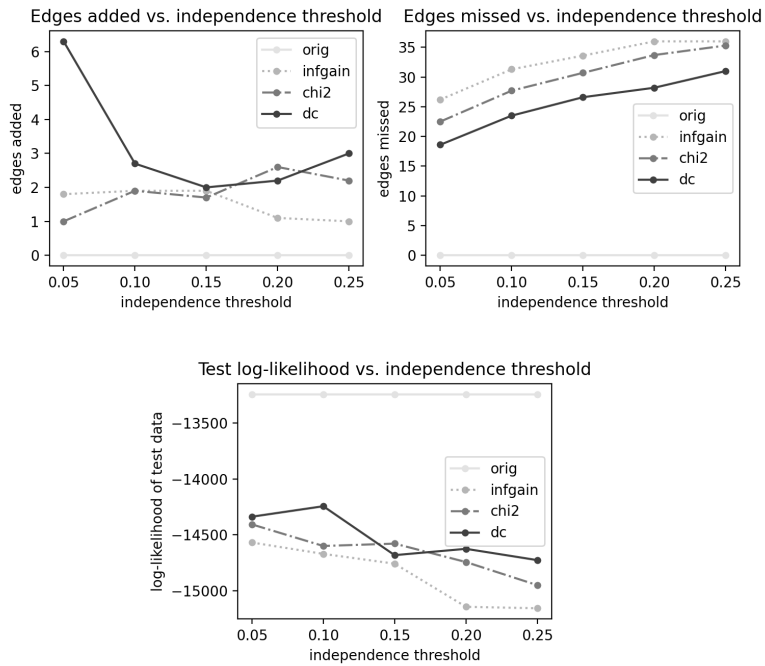 Edges added vs. independence threshold
edges added
6
5
4
3
2
1
0
0.05 0.10 0.15 0.20 0.25
independence threshold
orig
infgain
chi2
dc
Edges missed vs. independence threshold
edges missed
35
30
25
20
15
10
5
0
0.05 0.10 0.15 0.20 0.25
independence threshold
orig
infgain
chi2
dc
Test log-likelihood vs. independence threshold
log-likelihood of test data
−13500
−14000
−14500
−15000
0.05 0.10 0.15 0.20 0.25
independence threshold
orig
infgain
chi2
dc